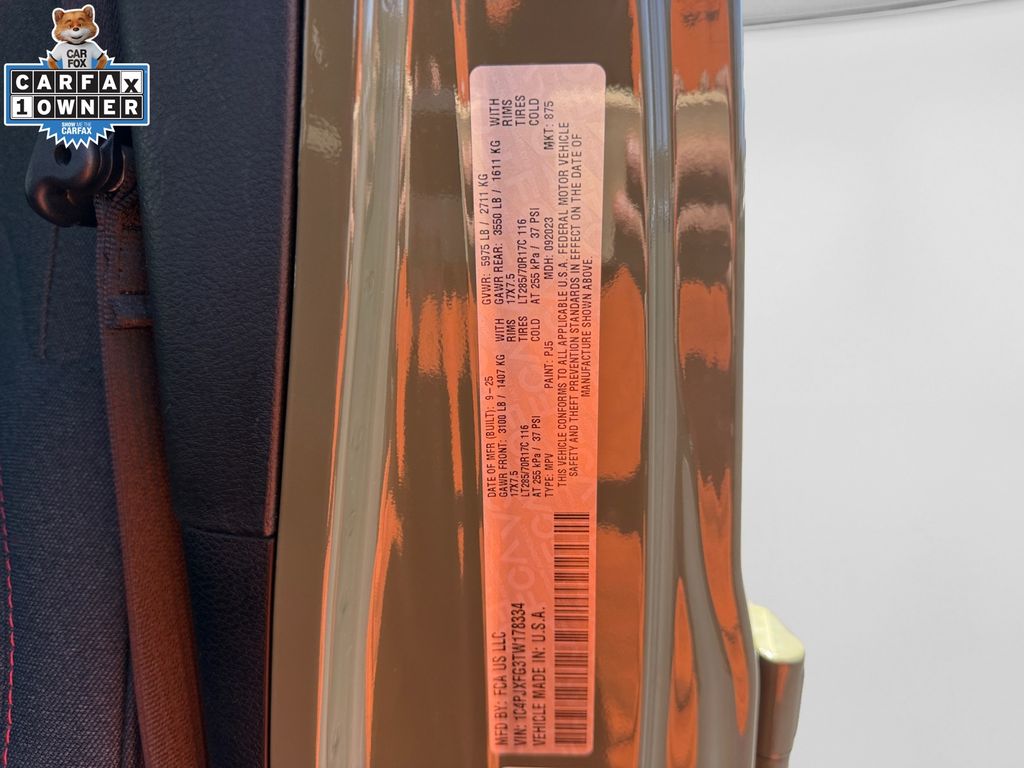 CAR
FOX
CARFAX
1 OWNER
SHOW ME THE
CARFAX
MFD BY: FCA US LLC
DATE OF MFR (BUILT): 9-25
GVWR: 5975 LB / 2711 KG
VIN: 1C4PJXFG3TW178334
GAWR FRONT: 3100 LB / 1407 KG WITH
GAWR REAR: 3550 LB / 1611 KG WITH
VEHICLE MADE IN: U.S.A.
17X7.5 RIMS
17X7.5 RIMS
LT285/70R17C 116 TIRES
LT285/70R17C 116 TIRES
AT 255 kPa / 37 PSI COLD
AT 255 kPa / 37 PSI COLD
TYPE: MPV PAINT: PJ5 MDH: 092023 MKT: 875
THIS VEHICLE CONFORMS TO ALL APPLICABLE U.S.A. FEDERAL MOTOR VEHICLE
SAFETY AND THEFT PREVENTION STANDARDS IN EFFECT ON THE DATE OF
MANUFACTURE SHOWN ABOVE.